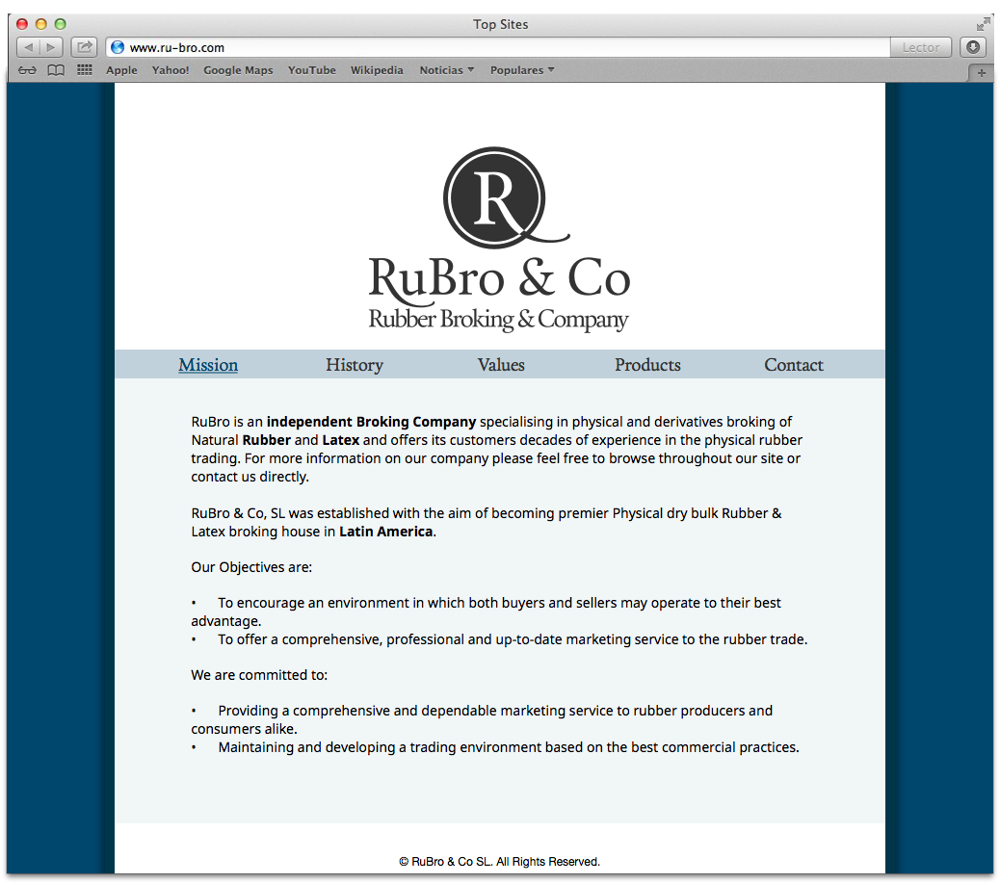 Top Sites
www.ru-bro.com
Lector
Apple Yahoo! Google Maps YouTube Wikipedia Noticias Populares
R
RuBro & Co
Rubber Broking & Company
Mission History Values Products Contact
RuBro is an independent Broking Company specialising in physical and derivatives broking of
Natural Rubber and Latex and offers its customers decades of experience in the physical rubber
trading. For more information on our company please feel free to browse throughout our site or
contact us directly.
RuBro & Co, SL was established with the aim of becoming premier Physical dry bulk Rubber &
Latex broking house in Latin America.
Our Objectives are:
• To encourage an environment in which both buyers and sellers may operate to their best
advantage.
• To offer a comprehensive, professional and up-to-date marketing service to the rubber trade.
We are committed to:
• Providing a comprehensive and dependable marketing service to rubber producers and
consumers alike.
• Maintaining and developing a trading environment based on the best commercial practices.
© RuBro & Co SL. All Rights Reserved.